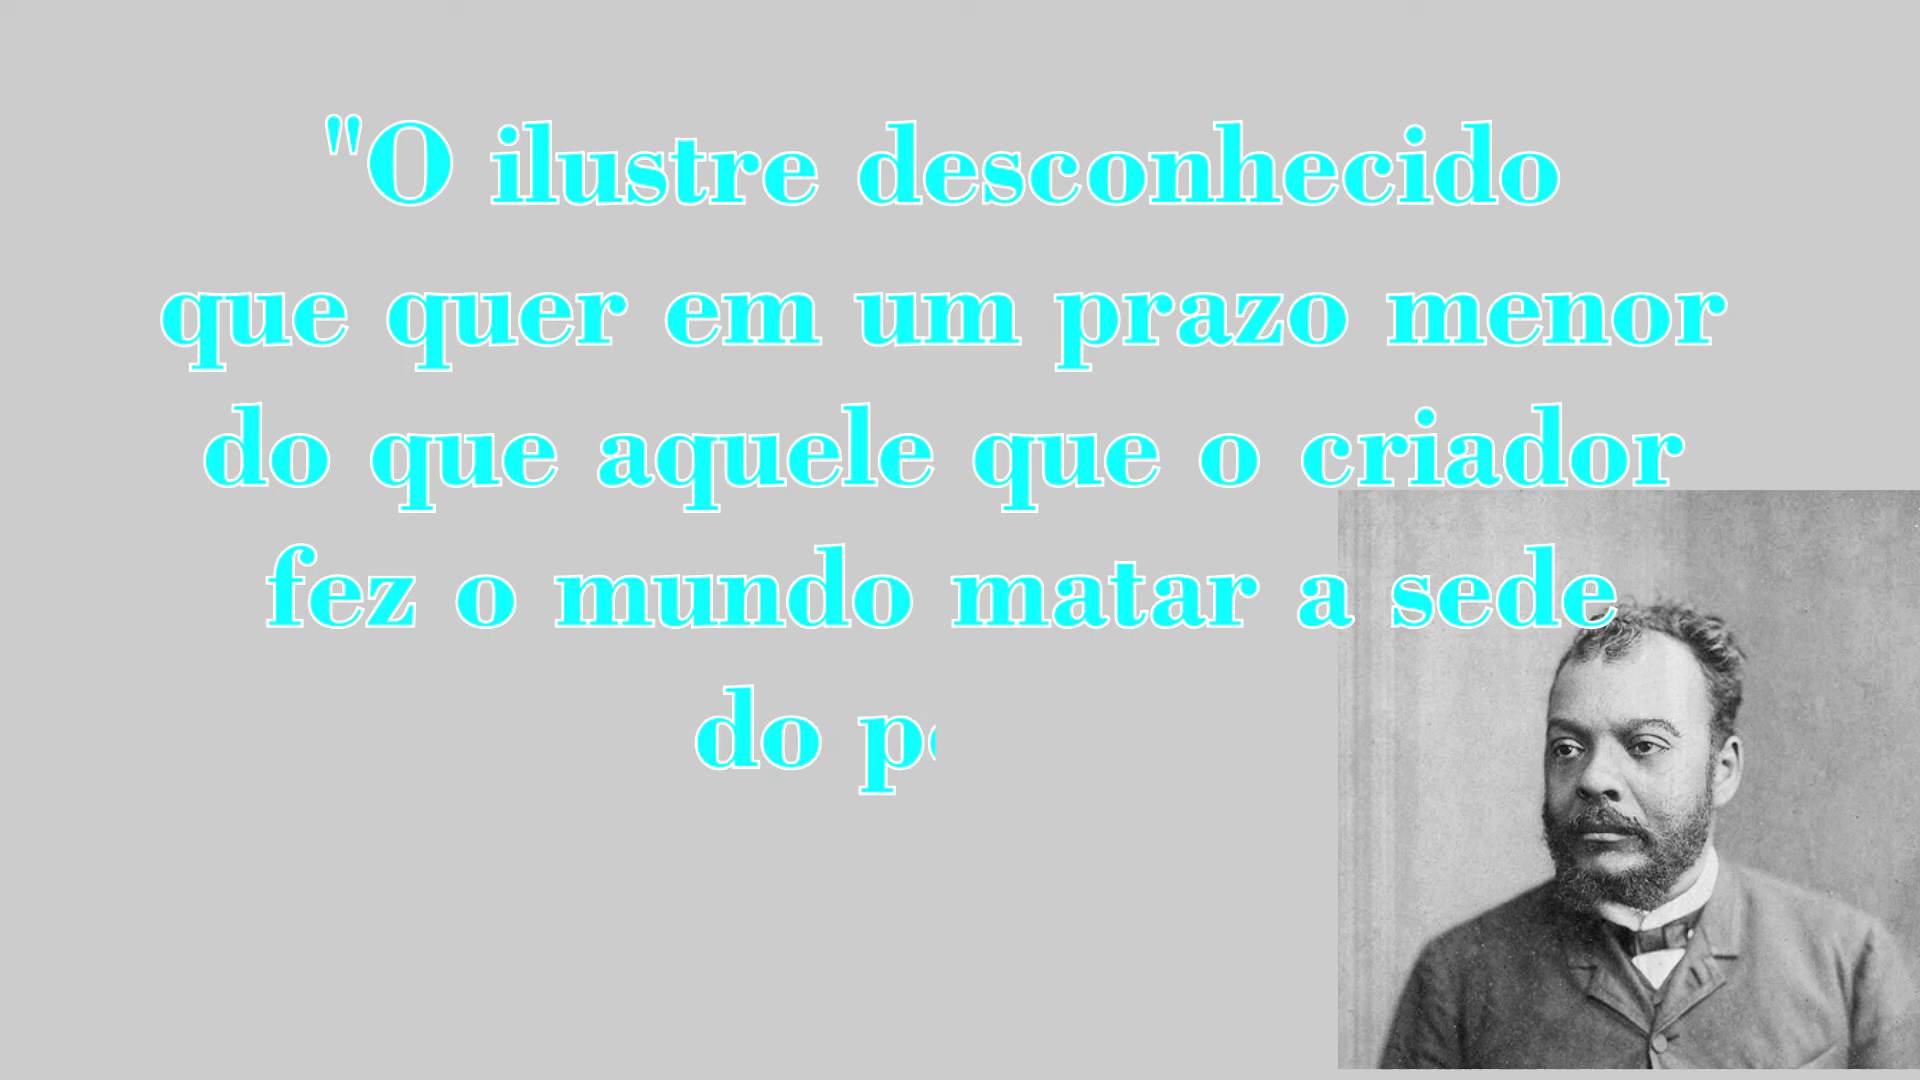 "O ilustre desconhecido
que quer em um prazo menor
do que aquele que o criador
fez o mundo matar a sede
do